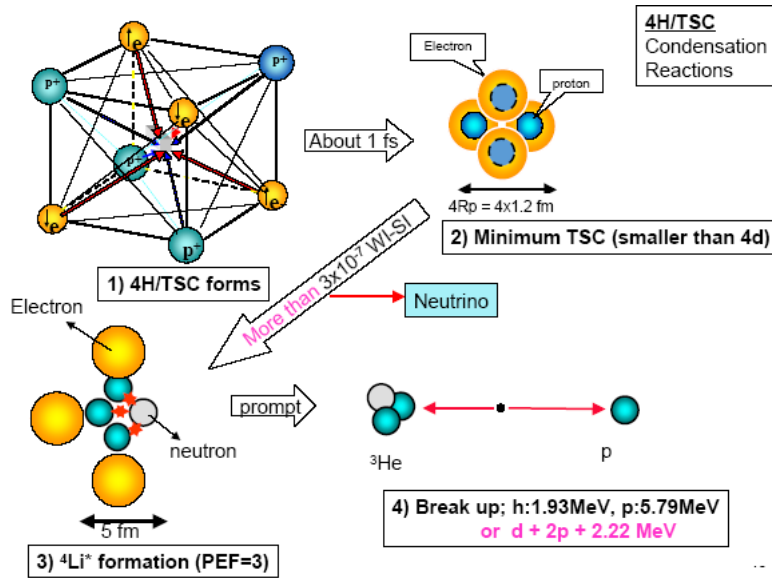 4H/TSC
Condensation
Reactions
↑e
p⁺
p⁺
↑e
p⁺
↑e
↓e
p⁺
1) 4H/TSC forms
About 1 fs
Electron
proton
4Rp = 4x1.2 fm
2) Minimum TSC (smaller than 4d)
More than 3x10⁻⁷ WI-SI
Neutrino
Electron
neutron
5 fm
3) ⁴Li* formation (PEF=3)
prompt
³He
p
4) Break up; h:1.93MeV, p:5.79MeV
or d + 2p + 2.22 MeV